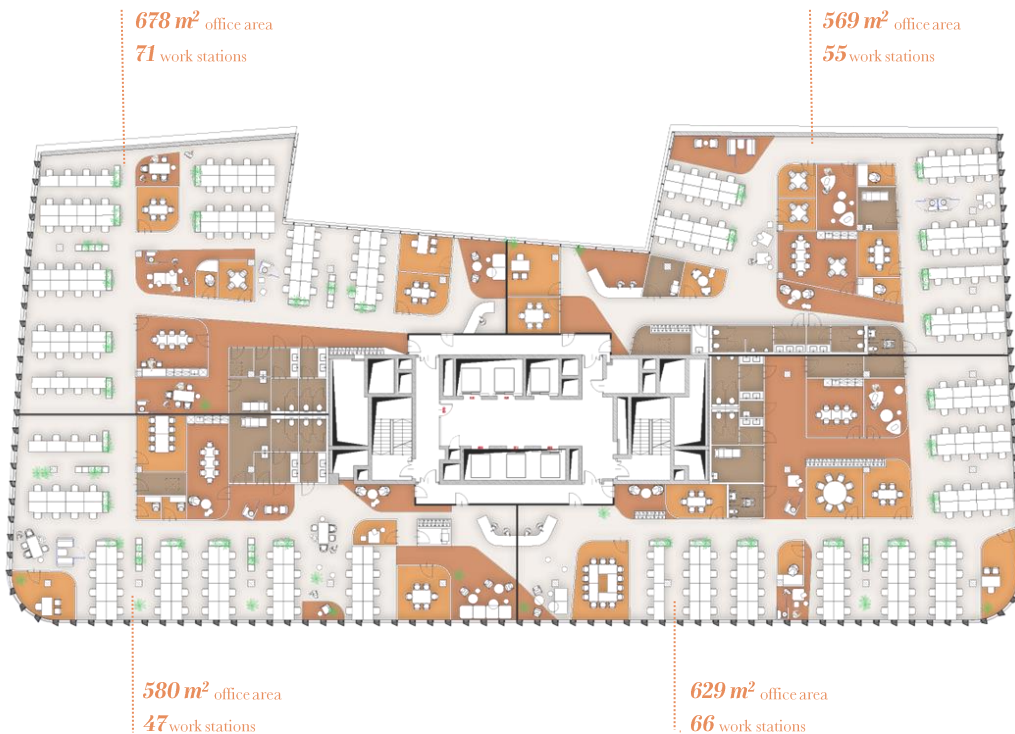 678 m² office area
71 work stations
569 m² office area
55 work stations
580 m² office area
47 work stations
629 m² office area
66 work stations